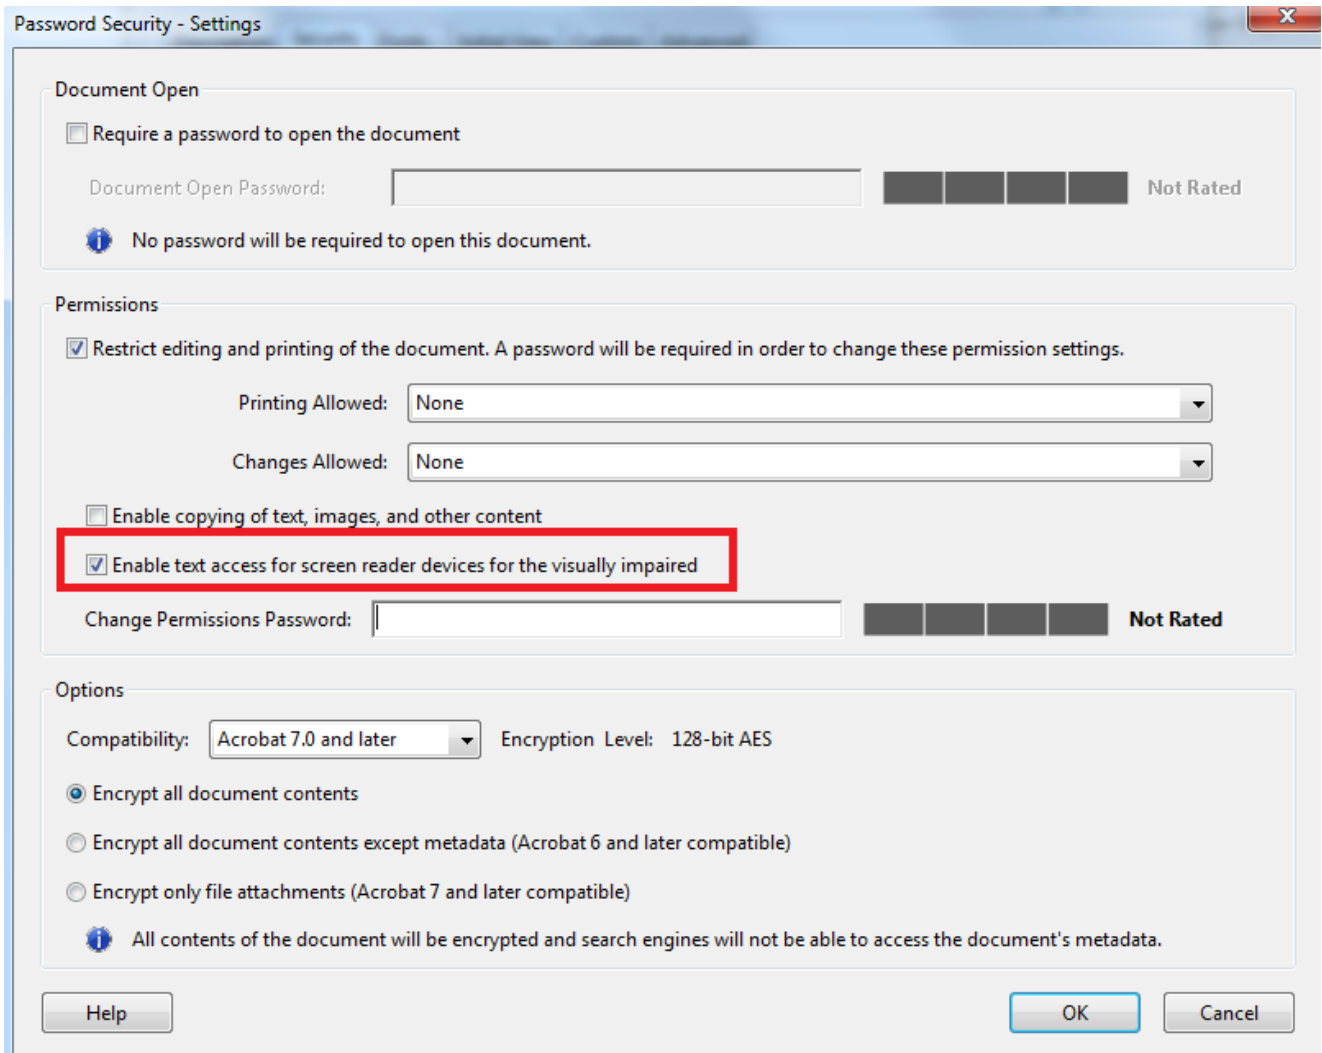 Password Security - Settings
Document Open
Require a password to open the document
Document Open Password:
Not Rated
No password will be required to open this document.
Permissions
Restrict editing and printing of the document. A password will be required in order to change these permission settings.
Printing Allowed: None
Changes Allowed: None
Enable copying of text, images, and other content
Enable text access for screen reader devices for the visually impaired
Change Permissions Password:
Not Rated
Options
Compatibility: Acrobat 7.0 and later Encryption Level: 128-bit AES
Encrypt all document contents
Encrypt all document contents except metadata (Acrobat 6 and later compatible)
Encrypt only file attachments (Acrobat 7 and later compatible)
All contents of the document will be encrypted and search engines will not be able to access the document's metadata.
Help OK Cancel